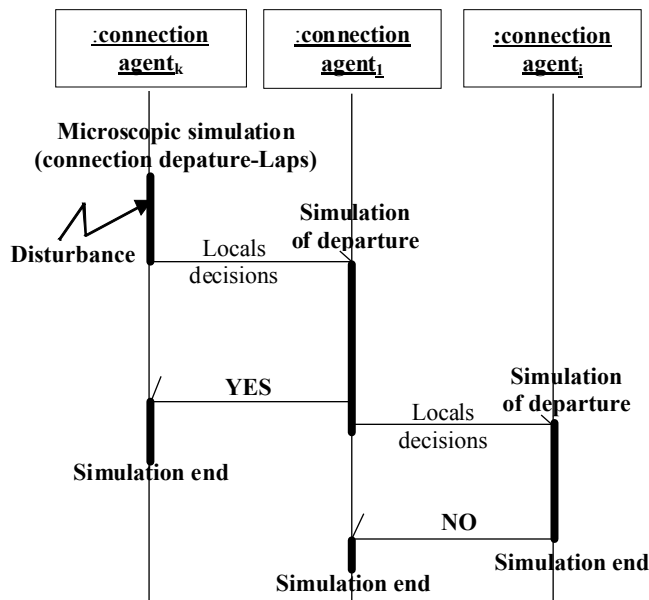 :connection
agentk
:connection
agent1
:connection
agenti
Microscopic simulation
(connection depature-Laps)
Disturbance
Simulation
of departure
Locals
decisions
YES
Simulation
of departure
Locals
decisions
Simulation end
NO
Simulation end
Simulation end